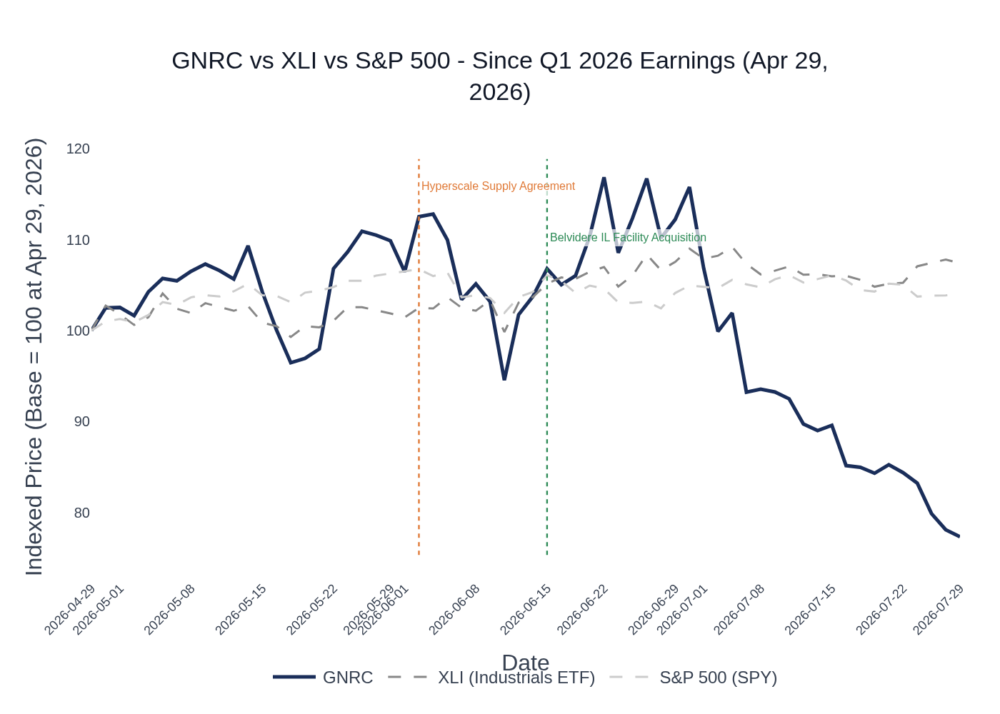 GNRC vs XLI vs S&P 500 - Since Q1 2026 Earnings (Apr 29,
2026)
Indexed Price (Base = 100 at Apr 29, 2026)
120
110
100
90
80
Hyperscale Supply Agreement
Belvidere IL Facility Acquisition
2026-04-29
2026-05-01
2026-05-08
2026-05-15
2026-05-22
2026-05-29
2026-06-01
2026-06-08
2026-06-15
2026-06-22
2026-06-29
2026-07-01
2026-07-08
2026-07-15
2026-07-22
2026-07-29
Date
GNRC
XLI (Industrials ETF)
S&P 500 (SPY)